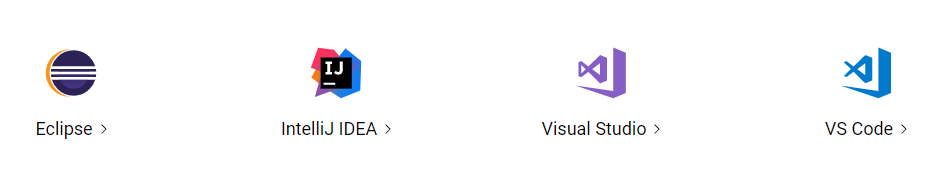 IJ
Eclipse >
IntelliJ IDEA >
Visual Studio >
VS Code >